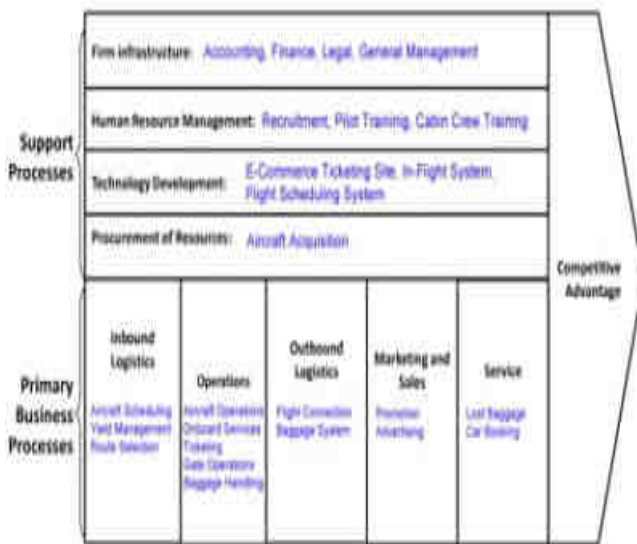 Firm infrastructure: Accounting, Finance, Legal, General Management
Human Resource Management: Recruitment, Pilot Training, Cabin Crew Training
Support
Processes
Technology Development: E-Commerce Ticketing Site, In-Flight System,
Flight Scheduling System
Procurement of Resources: Aircraft Acquisition
Competitive
Advantage
Primary
Business
Processes
Inbound
Logistics
Aircraft Scheduling
Yield Management
Route Selection
Operations
Aircraft Operations
Onboard Services
Ticketing
Gate Operations
Baggage Handling
Outbound
Logistics
Flight Connection
Baggage System
Marketing and
Sales
Promotion
Advertising
Service
Lost Baggage
Car Booking